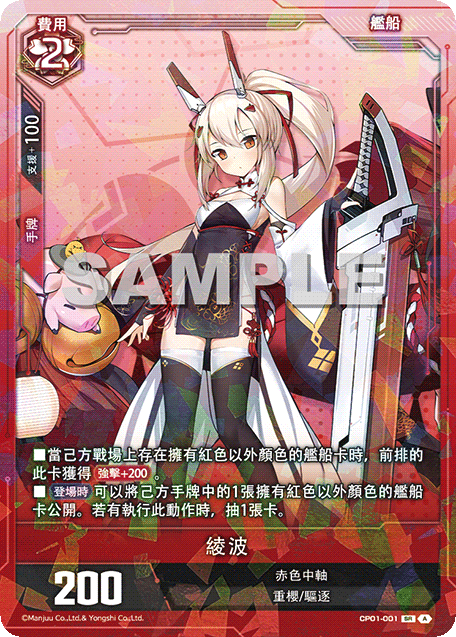 費用
2
艦船
支援+100
手牌
SAMPLE
■當己方戰場上存在擁有紅色以外顏色的艦船卡時，前排的
此卡獲得 強擊+200 。
■ 登場時 可以將己方手牌中的1張擁有紅色以外顏色的艦船
卡公開。若有執行此動作時，抽1張卡。
綾波
200
赤色中軸
重櫻/驅逐
©Manjuu Co.,Ltd.& Yongshi Co.,Ltd.
CP01-001 SR A